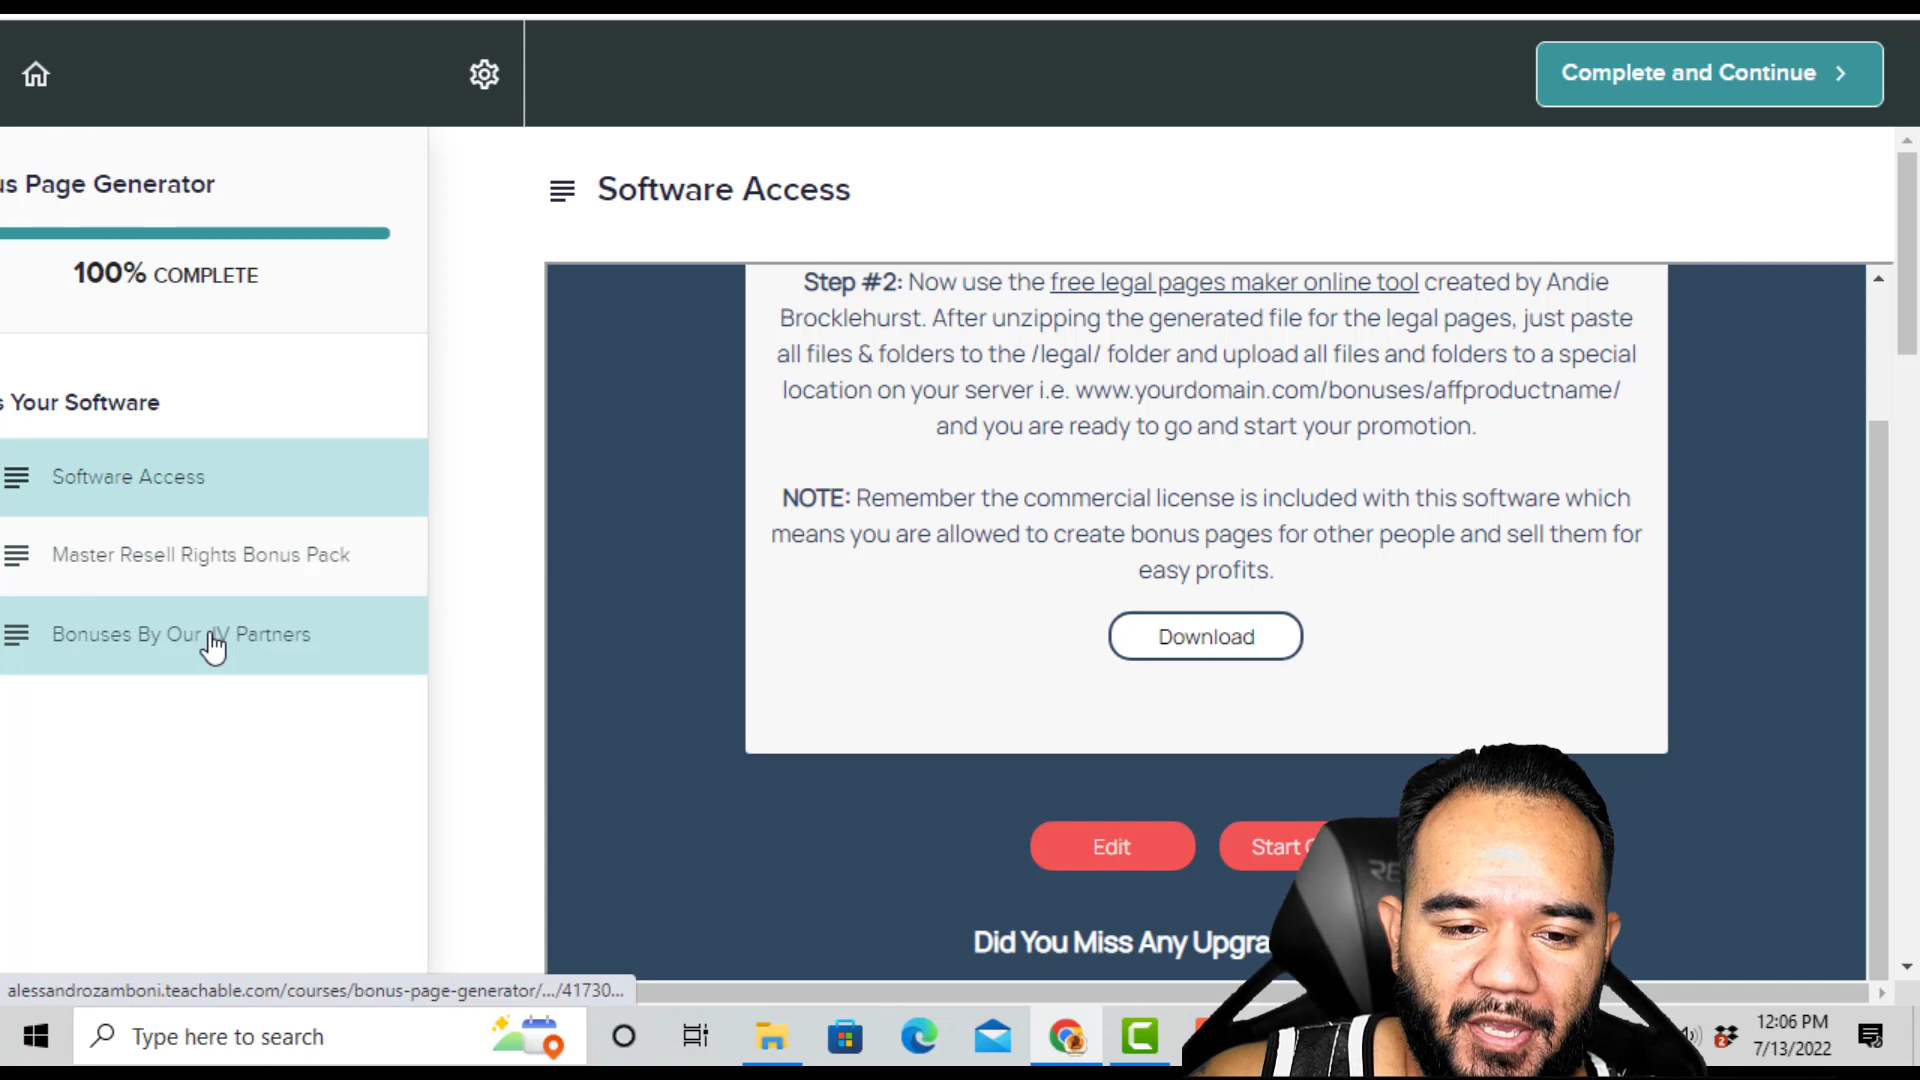 Complete and Continue
us Page Generator
100% COMPLETE
s Your Software
Software Access
Master Resell Rights Bonus Pack
Bonuses By Our JV Partners
Software Access
Step #2: Now use the free legal pages maker online tool created by Andie
Brocklehurst. After unzipping the generated file for the legal pages, just paste
all files & folders to the /legal/ folder and upload all files and folders to a special
location on your server i.e. www.yourdomain.com/bonuses/affproductname/
and you are ready to go and start your promotion.
NOTE: Remember the commercial license is included with this software which
means you are allowed to create bonus pages for other people and sell them for
easy profits.
Download
Edit
Start
Did You Miss Any Upgra
alessandrozamboni.teachable.com/courses/bonus-page-generator/.../41730...
Type here to search
12:06 PM
7/13/2022